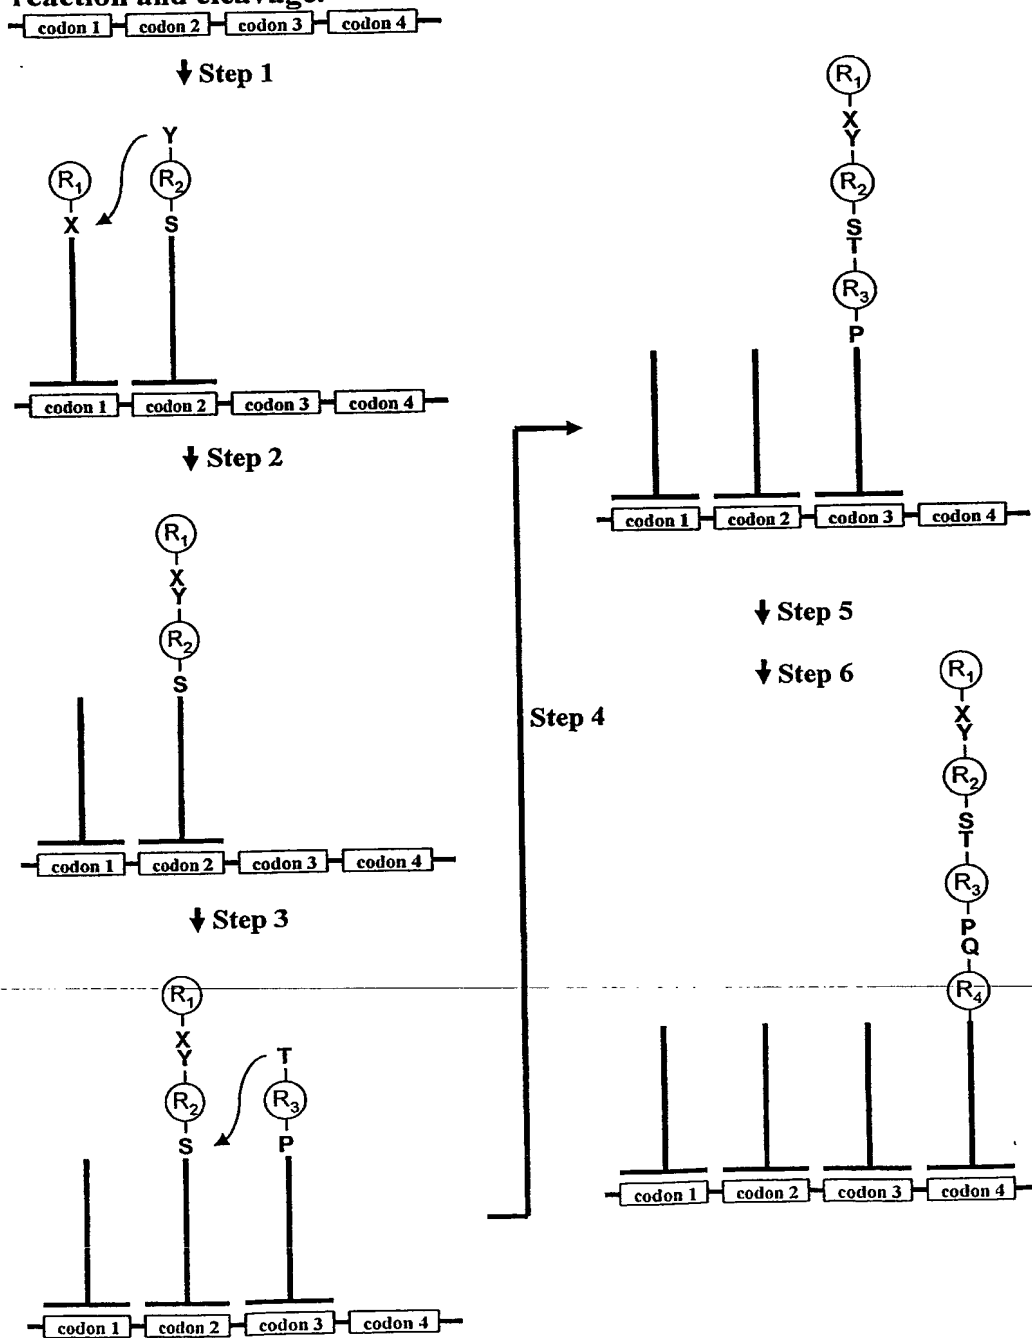 reaction and cleavage.
codon 1 codon 2 codon 3 codon 4
Step 1
Y
R1 R2
X S
codon 1 codon 2 codon 3 codon 4
Step 2
R1
X
Y
R2
S
codon 1 codon 2 codon 3 codon 4
Step 3
R1
X
Y T
R2 R3
S P
codon 1 codon 2 codon 3 codon 4
Step 4
R1
X
Y
R2
S
T
R3
P
codon 1 codon 2 codon 3 codon 4
Step 5
Step 6
R1
X
Y
R2
S
T
R3
P
Q
R4
codon 1 codon 2 codon 3 codon 4